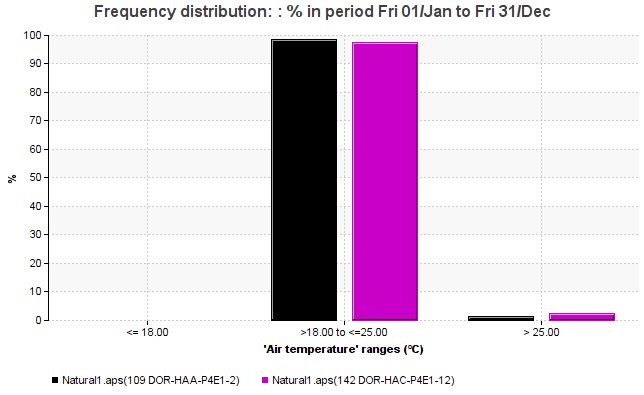 Frequency distribution: : % in period Fri 01/Jan to Fri 31/Dec
100
90
80
70
60
50
40
30
20
10
0
%
<= 18.00
>18.00 to <=25.00
> 25.00
'Air temperature' ranges (°C)
Natural1.aps(109 DOR-HAA-P4E1-2)
Natural1.aps(142 DOR-HAC-P4E1-12)